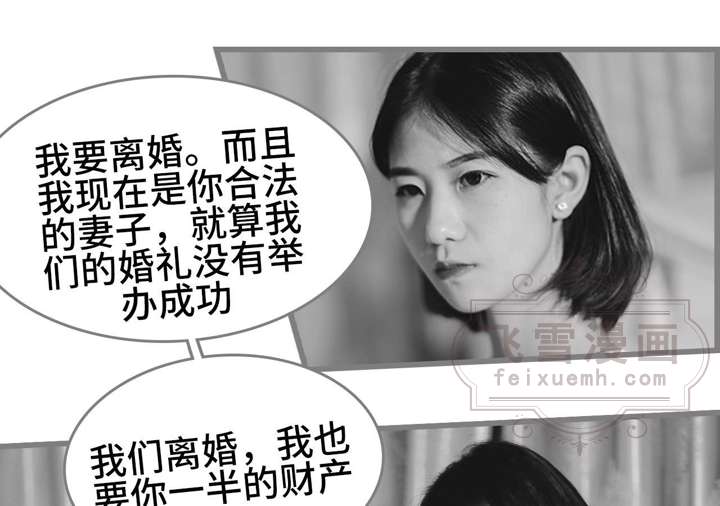 我要离婚。而且
我现在是你合法
的妻子，就算我
们的婚礼没有举
办成功
飞雪漫画
feixuemh.com
我们离婚，我也
要你一半的财产